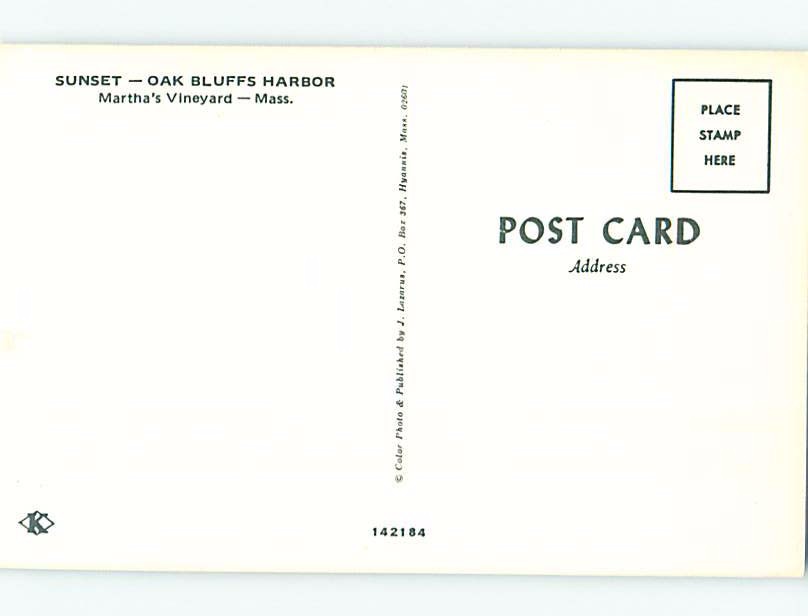 SUNSET — OAK BLUFFS HARBOR
Martha's Vineyard — Mass.
© Color Photo & Published by J. Lazarus, P.O. Box 367, Hyannis, Mass. 02601
PLACE
STAMP
HERE
POST CARD
Address
K
142184